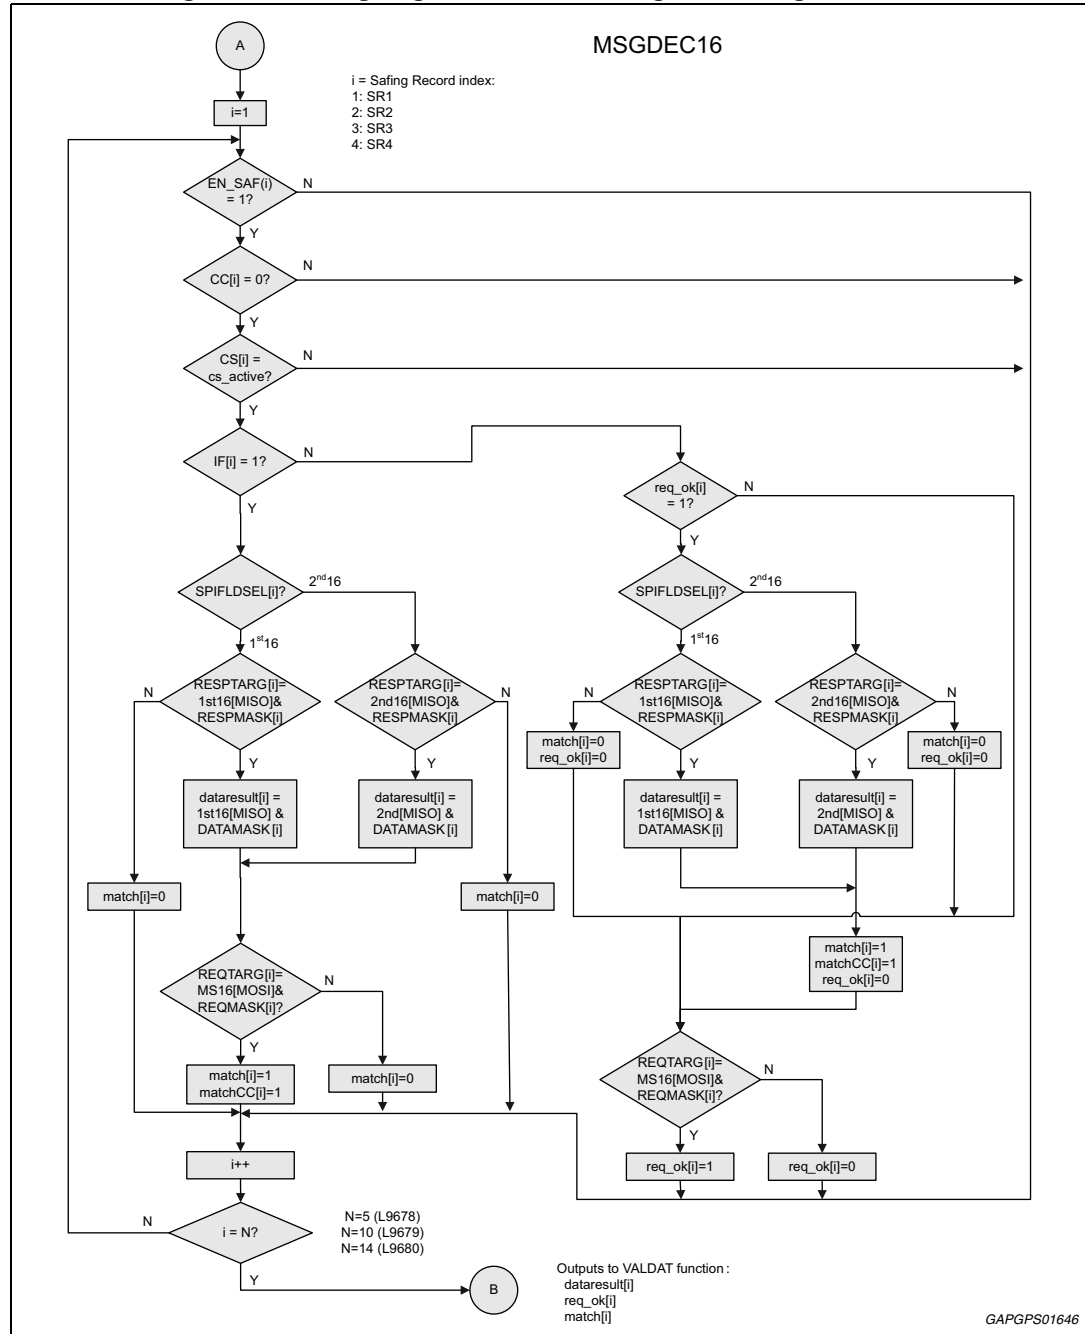 MSGDEC16
A
i = Safing Record index:
1: SR1
2: SR2
3: SR3
4: SR4
i=1
EN_SAF(i)
= 1?
N
Y
CC[i] = 0?
N
Y
CS[i] =
cs_active?
N
Y
IF[i] = 1?
N
Y
req_ok[i]
= 1?
N
Y
SPIFLDSEL[i]?
2nd16
1st16
SPIFLDSEL[i]?
2nd16
1st16
RESPTARG[i]=
1st16[MISO]&
RESPMASK[i]
N
Y
RESPTARG[i]=
2nd16[MISO]&
RESPMASK[i]
N
Y
RESPTARG[i]=
1st16[MISO]&
RESPMASK[i]
N
Y
RESPTARG[i]=
2nd16[MISO]&
RESPMASK[i]
N
Y
match[i]=0
req_ok[i]=0
match[i]=0
req_ok[i]=0
dataresult[i] =
1st16[MISO] &
DATAMASK[i]
dataresult[i] =
2nd[MISO] &
DATAMASK[i]
dataresult[i] =
1st16[MISO] &
DATAMASK[i]
dataresult[i] =
2nd[MISO] &
DATAMASK[i]
match[i]=0
match[i]=0
match[i]=1
matchCC[i]=1
req_ok[i]=0
REQTARG[i]=
MS16[MOSI]&
REQMASK[i]?
N
Y
match[i]=1
matchCC[i]=1
match[i]=0
REQTARG[i]=
MS16[MOSI]&
REQMASK[i]?
N
Y
req_ok[i]=1
req_ok[i]=0
i++
i = N?
N
Y
N=5 (L9678)
N=10 (L9679)
N=14 (L9680)
B
Outputs to VALDAT function :
dataresult[i]
req_ok[i]
match[i]
GAPGPS01646